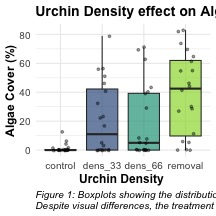 Urchin Density effect on Alg
Algae Cover (%)
80
60
40
20
0
control dens_33 dens_66 removal
Urchin Density
Figure 1: Boxplots showing the distributio
Despite visual differences, the treatment